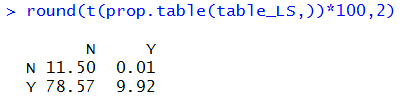 > round(t(prop.table(table_LS,))*100,2)
N Y
N 11.50 0.01
Y 78.57 9.92